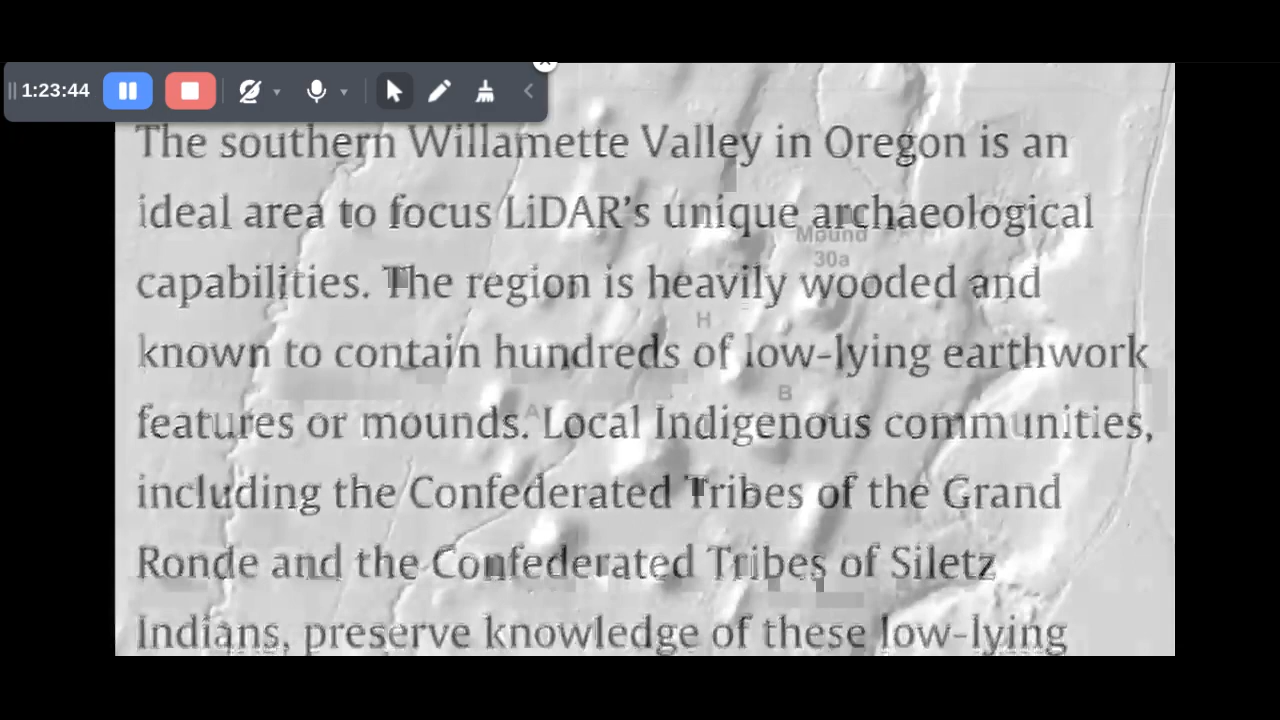 1:23:44
The southern Willamette Valley in Oregon is an
ideal area to focus LiDAR's unique archaeological
Mound
30a
capabilities. The region is heavily wooded and
H
known to contain hundreds of low-lying earthwork
B
A
features or mounds. Local Indigenous communities,
including the Confederated Tribes of the Grand
Ronde and the Confederated Tribes of Siletz
Indians, preserve knowledge of these low-lying